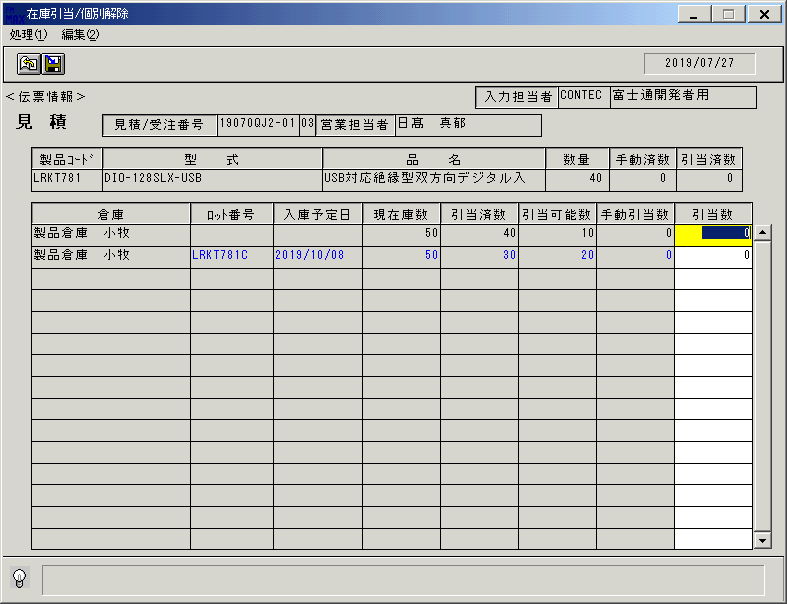 在庫引当/個別解除
処理(1) 編集(2)
2019/07/27
<伝票情報> 入力担当者 CONTEC 富士通開発者用
見 積 見積/受注番号 19070QJ2-01 03 営業担当者 日髙 真郁
製品ｺｰﾄﾞ 型 式 品 名 数量 手動済数 引当済数
LRKT781 DIO-128SLX-USB USB対応絶縁型双方向デジタル入 40 0 0
倉庫 ﾛｯﾄ番号 入庫予定日 現在庫数 引当済数 引当可能数 手動引当数 引当数
製品倉庫 小牧 50 40 10 0 0
製品倉庫 小牧 LRKT781C 2019/10/08 50 30 20 0 0